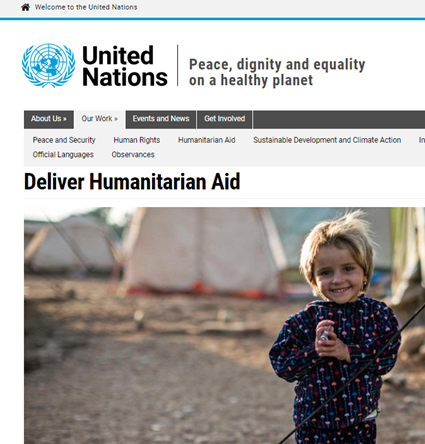 Welcome to the United Nations
United
Nations
Peace, dignity and equality
on a healthy planet
About Us » Our Work » Events and News Get Involved
Peace and Security Human Rights Humanitarian Aid Sustainable Development and Climate Action In
Official Languages Observances
Deliver Humanitarian Aid